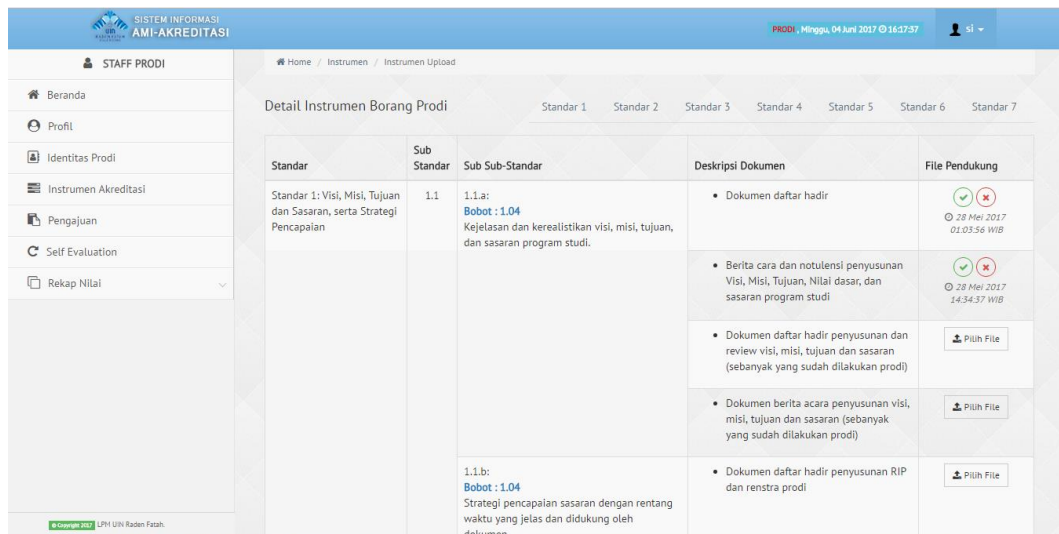 SISTEM INFORMASI
AMI-AKREDITASI
PRODI , Minggu, 04 Juni 2017 16:17:37
si
STAFF PRODI
Beranda
Profil
Identitas Prodi
Instrumen Akreditasi
Pengajuan
Self Evaluation
Rekap Nilai
© Copyright 2017 LPM UIN Raden Fatah.
Home / Instrumen / Instrumen Upload
Detail Instrumen Borang Prodi
Standar 1 Standar 2 Standar 3 Standar 4 Standar 5 Standar 6 Standar 7
Standar
Sub
Standar
Sub Sub-Standar
Deskripsi Dokumen
File Pendukung
Standar 1: Visi, Misi, Tujuan
dan Sasaran, serta Strategi
Pencapaian
1.1
1.1.a:
Bobot : 1.04
Kejelasan dan kerealistikan visi, misi, tujuan,
dan sasaran program studi.
• Dokumen daftar hadir
28 Mei 2017
01:03:56 WIB
• Berita cara dan notulensi penyusunan
Visi, Misi, Tujuan, Nilai dasar, dan
sasaran program studi
28 Mei 2017
14:34:37 WIB
• Dokumen daftar hadir penyusunan dan
review visi, misi, tujuan dan sasaran
(sebanyak yang sudah dilakukan prodi)
Pilih File
• Dokumen berita acara penyusunan visi,
misi, tujuan dan sasaran (sebanyak
yang sudah dilakukan prodi)
Pilih File
1.1.b:
Bobot : 1.04
Strategi pencapaian sasaran dengan rentang
waktu yang jelas dan didukung oleh
dokumen
• Dokumen daftar hadir penyusunan RIP
dan renstra prodi
Pilih File